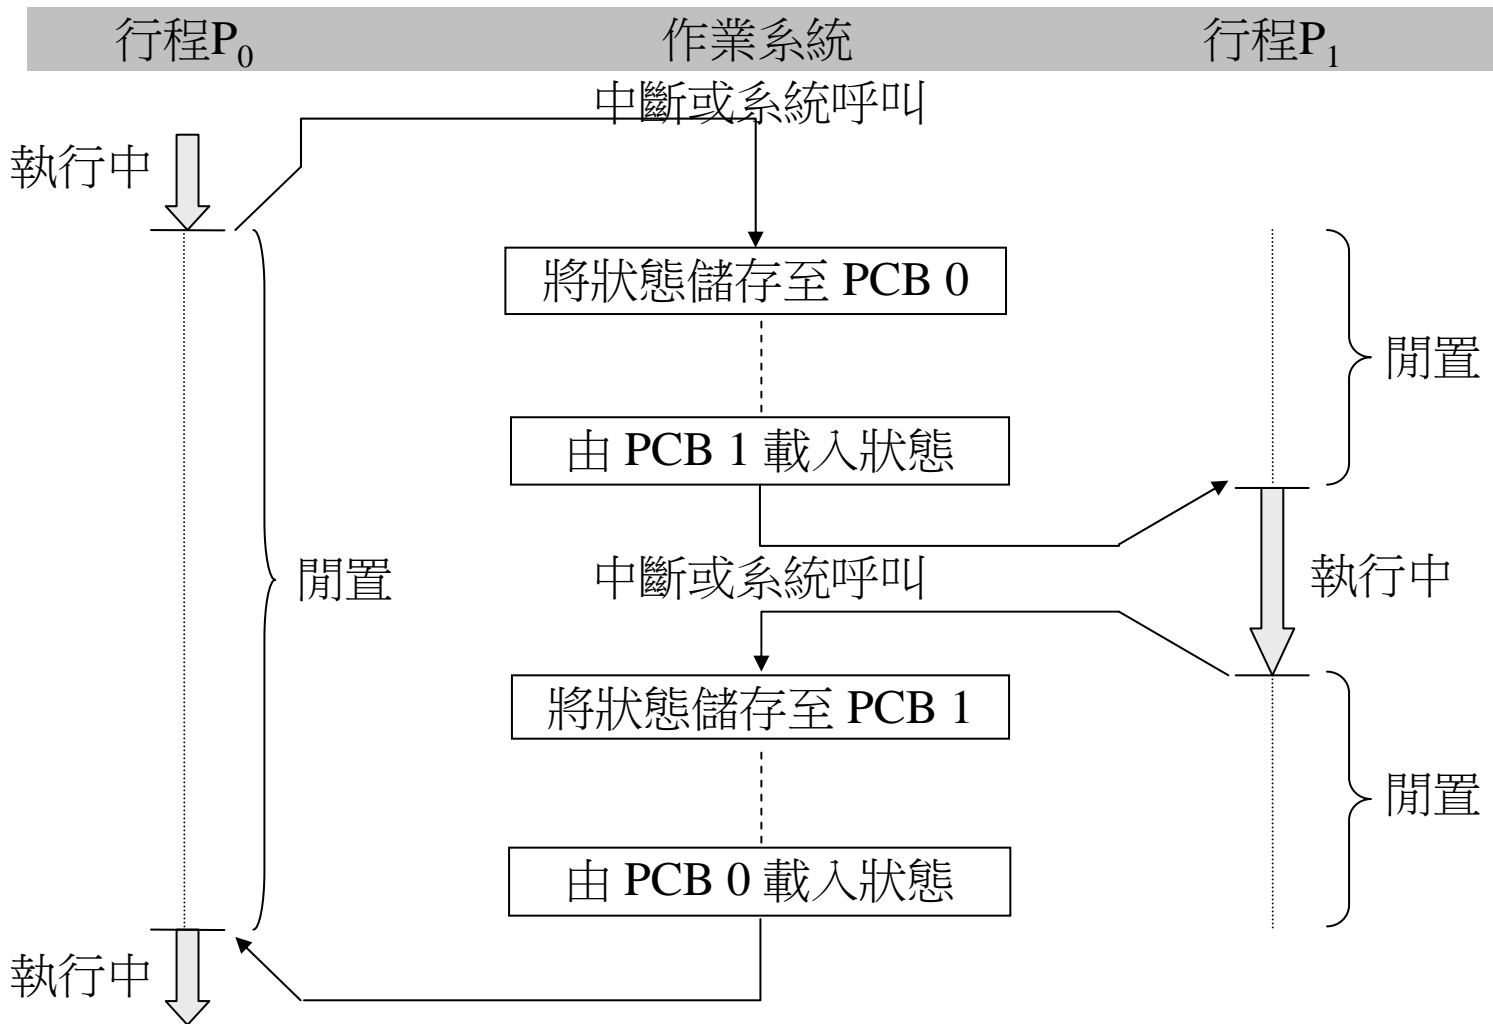 行程P₀ 作業系統 行程P₁
中斷或系統呼叫
執行中
將狀態儲存至 PCB 0
閒置
由 PCB 1 載入狀態
閒置
中斷或系統呼叫
執行中
將狀態儲存至 PCB 1
閒置
由 PCB 0 載入狀態
執行中